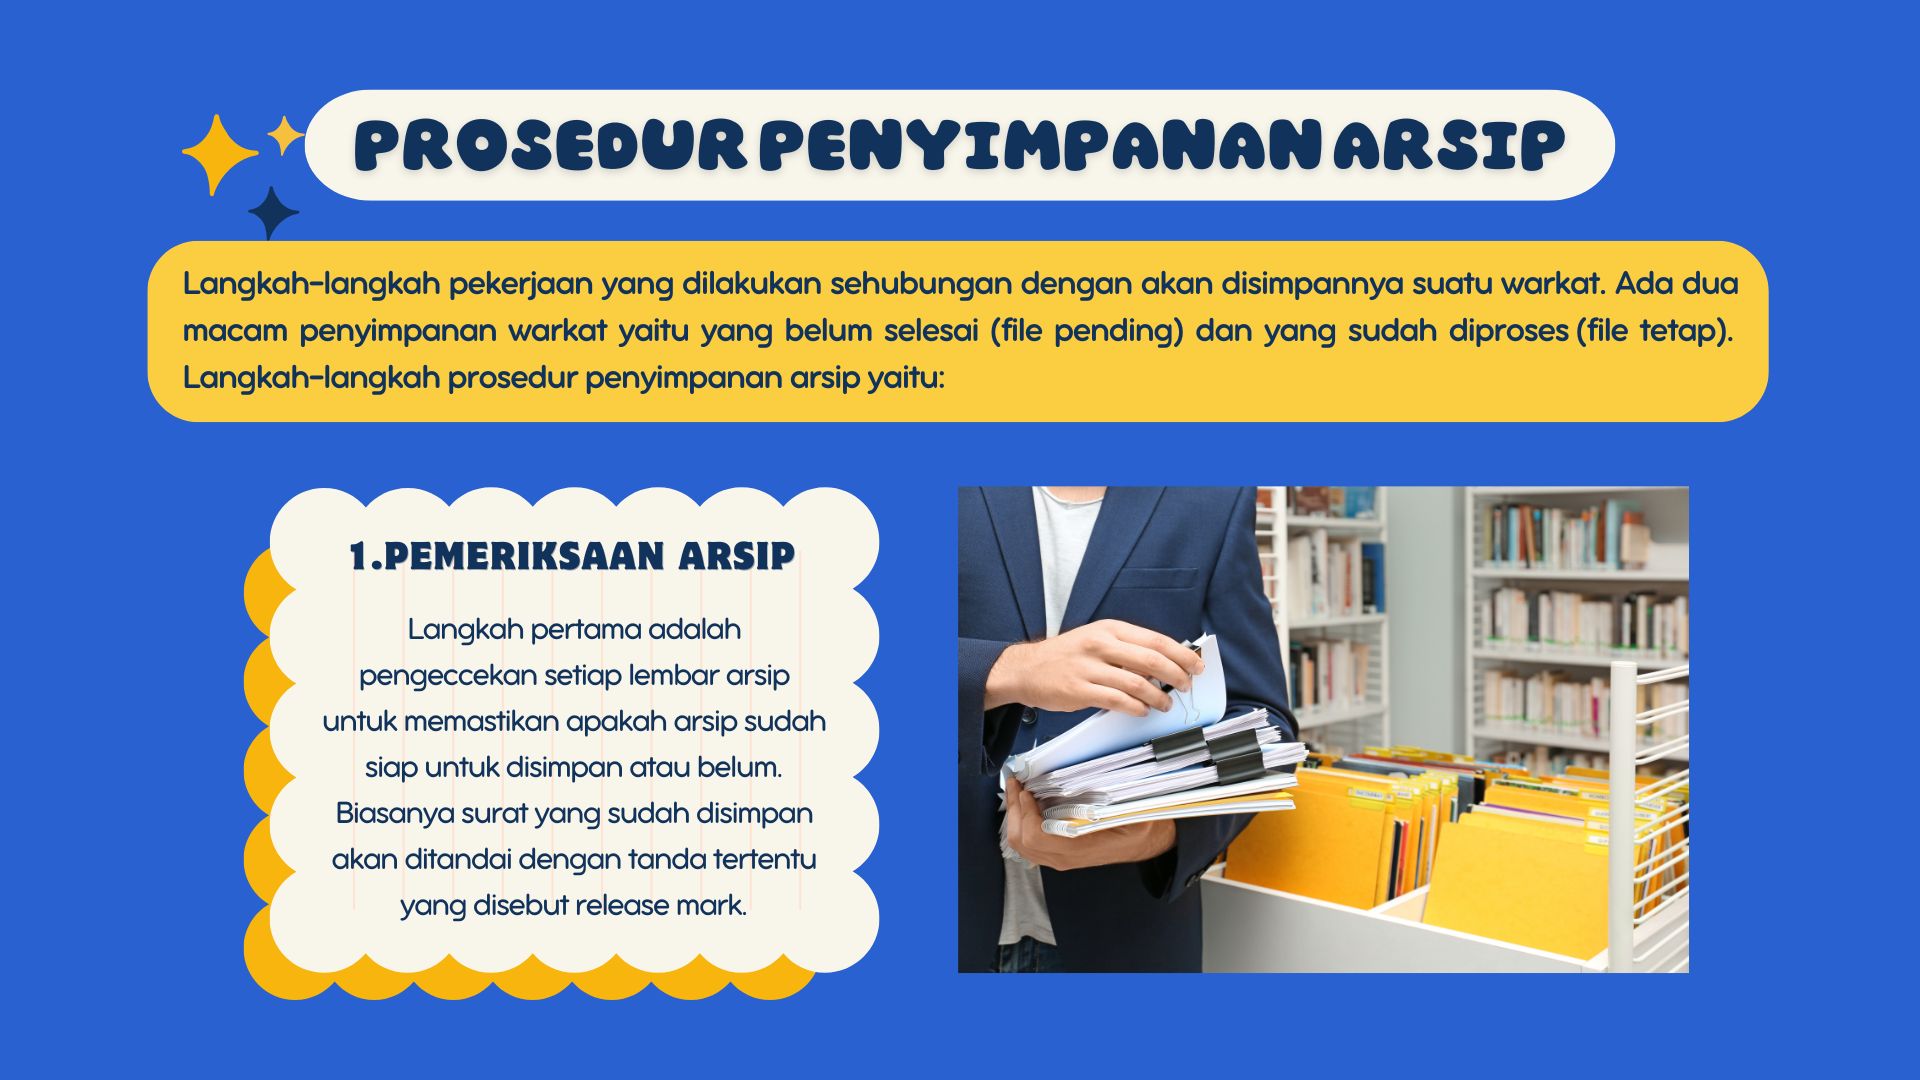 PROSEDUR PENYIMPANAN ARSIP
Langkah-langkah pekerjaan yang dilakukan sehubungan dengan akan disimpannya suatu warkat. Ada dua
macam penyimpanan warkat yaitu yang belum selesai (file pending) dan yang sudah diproses (file tetap).
Langkah-langkah prosedur penyimpanan arsip yaitu:
1.PEMERIKSAAN ARSIP
Langkah pertama adalah
pengeccekan setiap lembar arsip
untuk memastikan apakah arsip sudah
siap untuk disimpan atau belum.
Biasanya surat yang sudah disimpan
akan ditandai dengan tanda tertentu
yang disebut release mark.